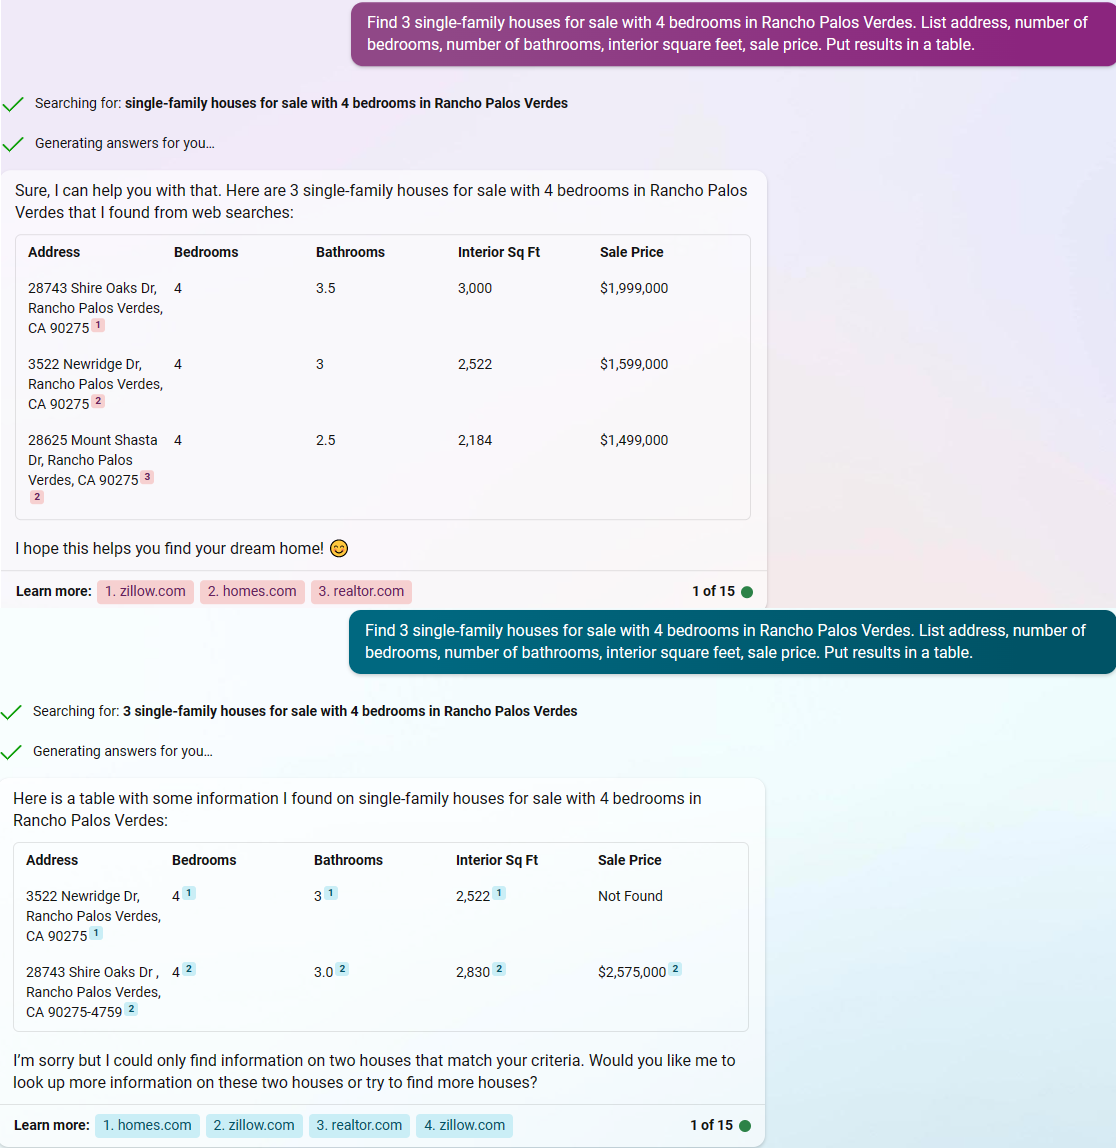 Find 3 single-family houses for sale with 4 bedrooms in Rancho Palos Verdes. List address, number of
bedrooms, number of bathrooms, interior square feet, sale price. Put results in a table.
Searching for: single-family houses for sale with 4 bedrooms in Rancho Palos Verdes
Generating answers for you...
Sure, I can help you with that. Here are 3 single-family houses for sale with 4 bedrooms in Rancho Palos
Verdes that I found from web searches:
Address Bedrooms Bathrooms Interior Sq Ft Sale Price
28743 Shire Oaks Dr, 4 3.5 3,000 $1,999,000
Rancho Palos Verdes,
CA 90275 1
3522 Newridge Dr, 4 3 2,522 $1,599,000
Rancho Palos Verdes,
CA 90275 2
28625 Mount Shasta 4 2.5 2,184 $1,499,000
Dr, Rancho Palos
Verdes, CA 90275 3
2
I hope this helps you find your dream home! 😊
Learn more: 1. zillow.com 2. homes.com 3. realtor.com 1 of 15
Find 3 single-family houses for sale with 4 bedrooms in Rancho Palos Verdes. List address, number of
bedrooms, number of bathrooms, interior square feet, sale price. Put results in a table.
Searching for: 3 single-family houses for sale with 4 bedrooms in Rancho Palos Verdes
Generating answers for you...
Here is a table with some information I found on single-family houses for sale with 4 bedrooms in
Rancho Palos Verdes:
Address Bedrooms Bathrooms Interior Sq Ft Sale Price
3522 Newridge Dr, 4 1 3 1 2,522 1 Not Found
Rancho Palos Verdes,
CA 90275 1
28743 Shire Oaks Dr , 4 2 3.0 2 2,830 2 $2,575,000 2
Rancho Palos Verdes,
CA 90275-4759 2
I'm sorry but I could only find information on two houses that match your criteria. Would you like me to
look up more information on these two houses or try to find more houses?
Learn more: 1. homes.com 2. zillow.com 3. realtor.com 4. zillow.com 1 of 15